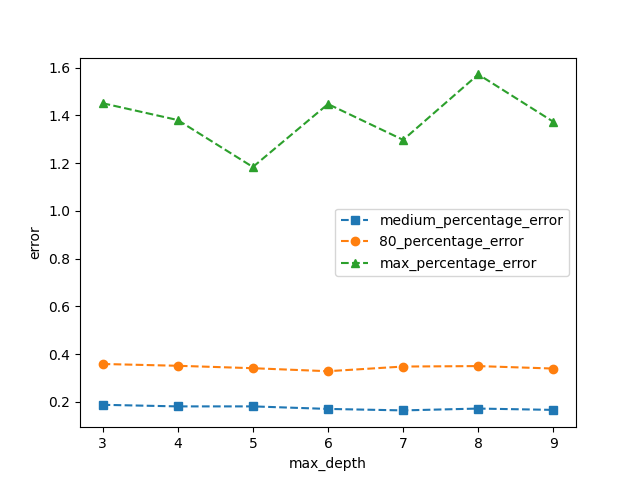 1.6
1.4
1.2
1.0
0.8
0.6
0.4
0.2
error
medium_percentage_error
80_percentage_error
max_percentage_error
3 4 5 6 7 8 9
max_depth